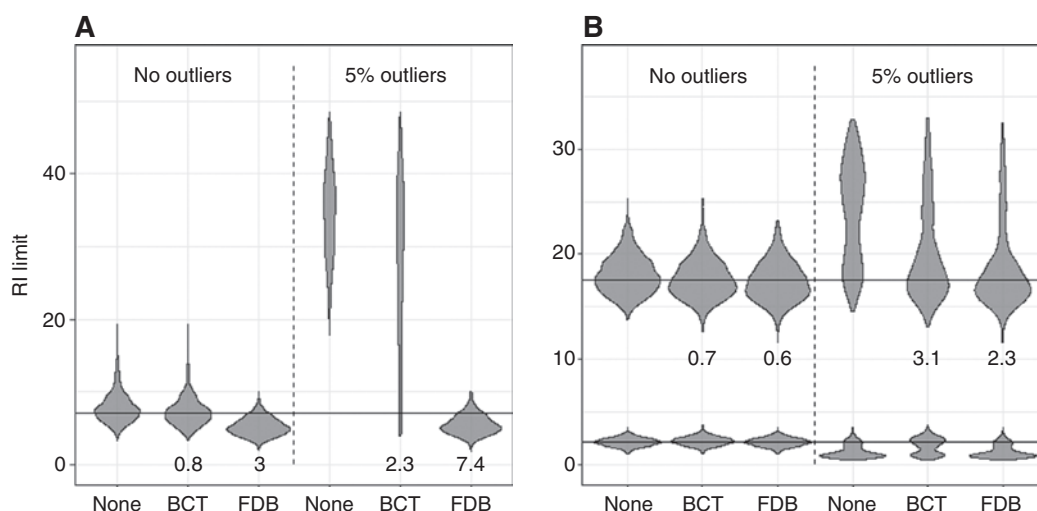 A
B
No outliers
5% outliers
No outliers
5% outliers
RI limit
40
20
0
0.8
3
2.3
7.4
None
BCT
FDB
None
BCT
FDB
30
20
10
0
0.7
0.6
3.1
2.3
None
BCT
FDB
None
BCT
FDB